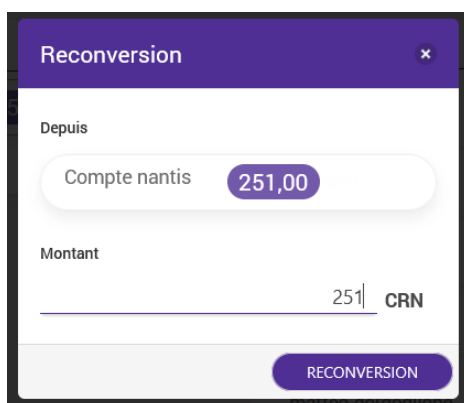 Reconversion
Depuis
Compte nantis 251,00
Montant
251 CRN
RECONVERSION